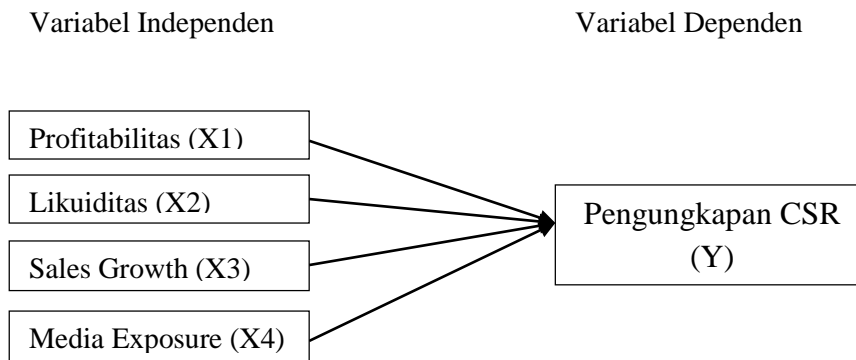 Variabel Independen
Variabel Dependen
Profitabilitas (X1)
Likuiditas (X2)
Sales Growth (X3)
Media Exposure (X4)
Pengungkapan CSR
(Y)